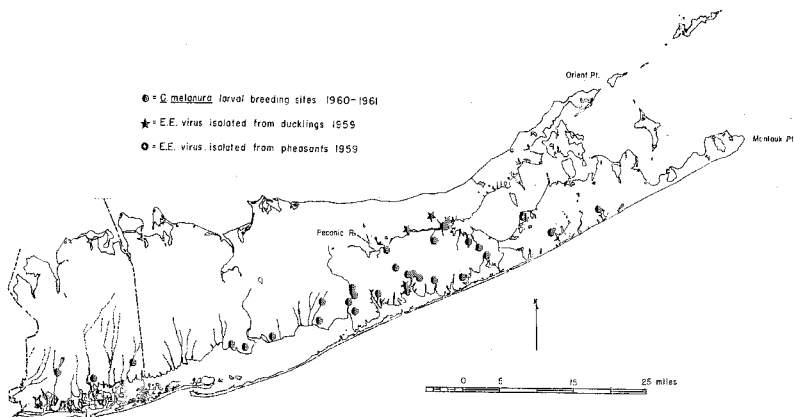 Orient Pt.
= C. melanura larval breeding sites 1960-1961
= E.E. virus isolated from ducklings 1959
= E.E. virus isolated from pheasants 1959
Montauk Pt
Peconic R.
N
0 5 15 25 miles